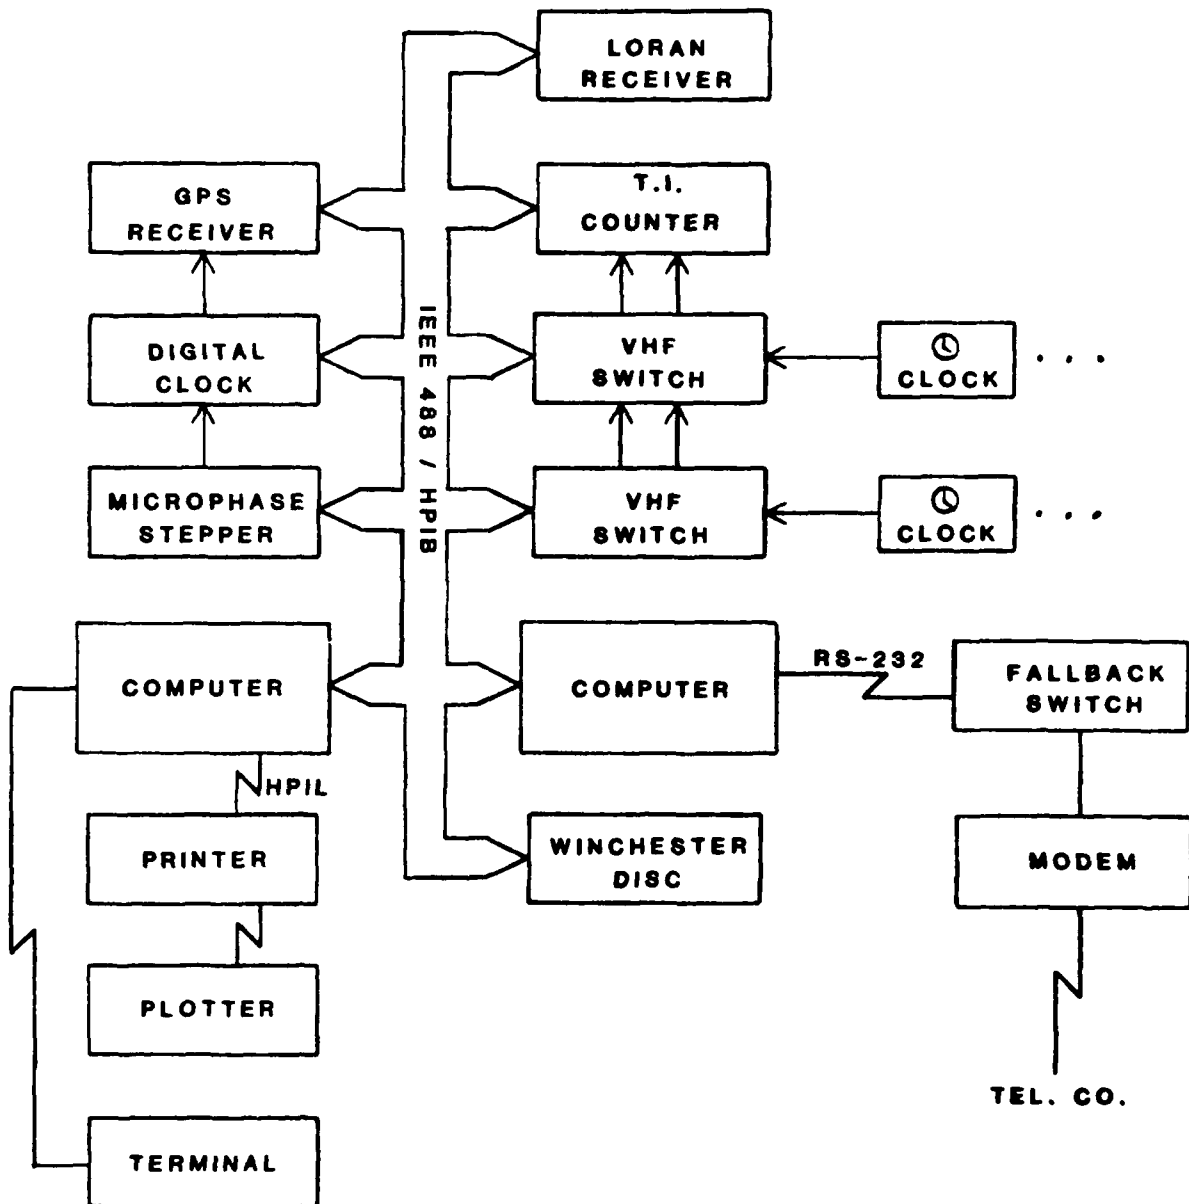 LORAN
RECEIVER
GPS
RECEIVER
T.I.
COUNTER
IEEE 488 / HPIB
DIGITAL
CLOCK
VHF
SWITCH
CLOCK
. . .
MICROPHASE
STEPPER
VHF
SWITCH
CLOCK
. . .
COMPUTER
COMPUTER
RS-232
FALLBACK
SWITCH
HPIL
PRINTER
WINCHESTER
DISC
MODEM
PLOTTER
TEL. CO.
TERMINAL